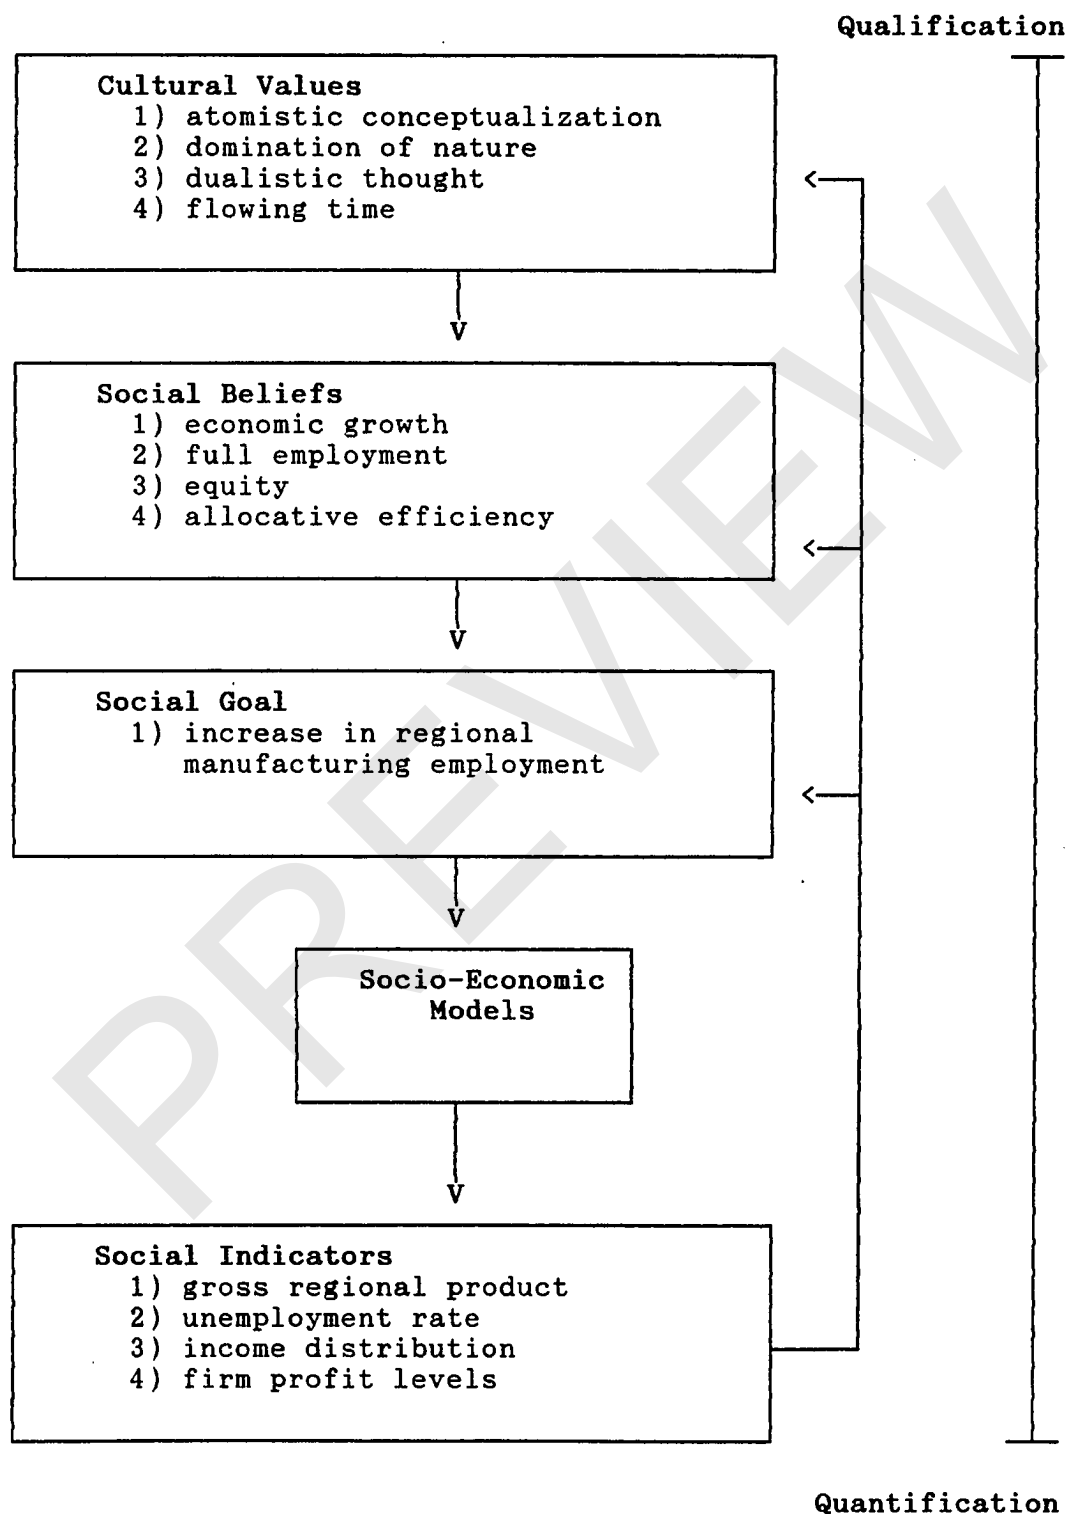 Qualification
Cultural Values
1) atomistic conceptualization
2) domination of nature
3) dualistic thought
4) flowing time
Social Beliefs
1) economic growth
2) full employment
3) equity
4) allocative efficiency
Social Goal
1) increase in regional
manufacturing employment
Socio-Economic
Models
Social Indicators
1) gross regional product
2) unemployment rate
3) income distribution
4) firm profit levels
Quantification
PREVIEW